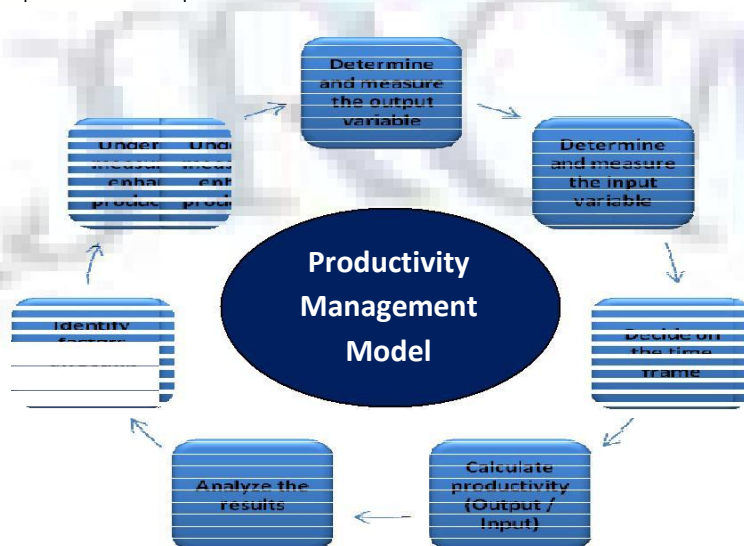 Determine
and measure
the output
variable
Determine
and measure
the input
variable
Decide on
the time
frame
Calculate
productivity
(Output /
Input)
Analyze the
results
Identify
factors
Productivity
Management
Model